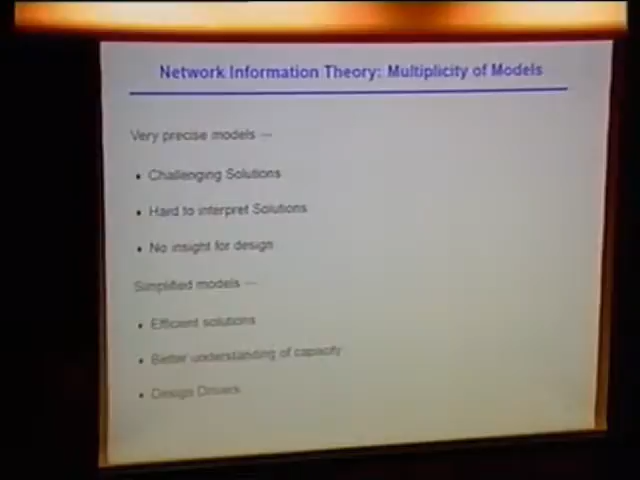 Network Information Theory: Multiplicity of Models
Very precise models —
• Challenging Solutions
• Hard to interpret Solutions
• No insight for design
Simplified models —
• Efficient solutions
• Better understanding of capacity
• Design Drivers